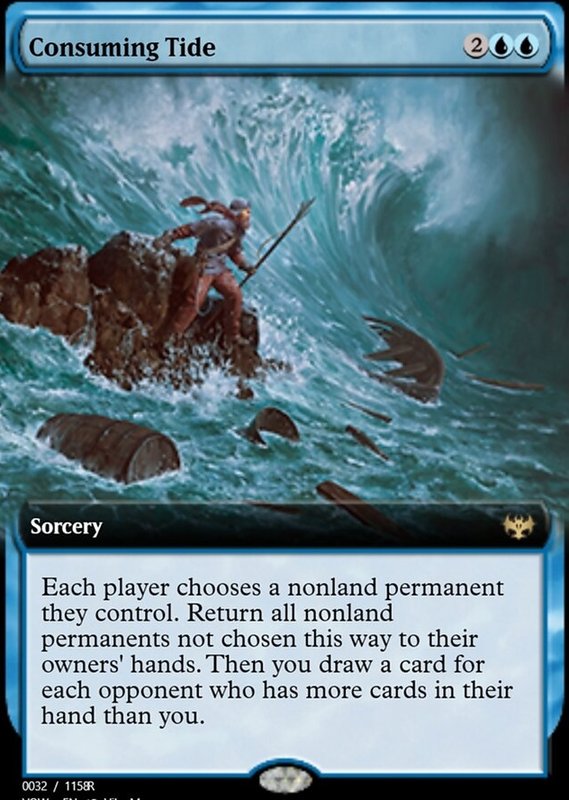 Consuming Tide
2
Sorcery
Each player chooses a nonland permanent
they control. Return all nonland
permanents not chosen this way to their
owners' hands. Then you draw a card for
each opponent who has more cards in their
hand than you.
0032 / 1158R